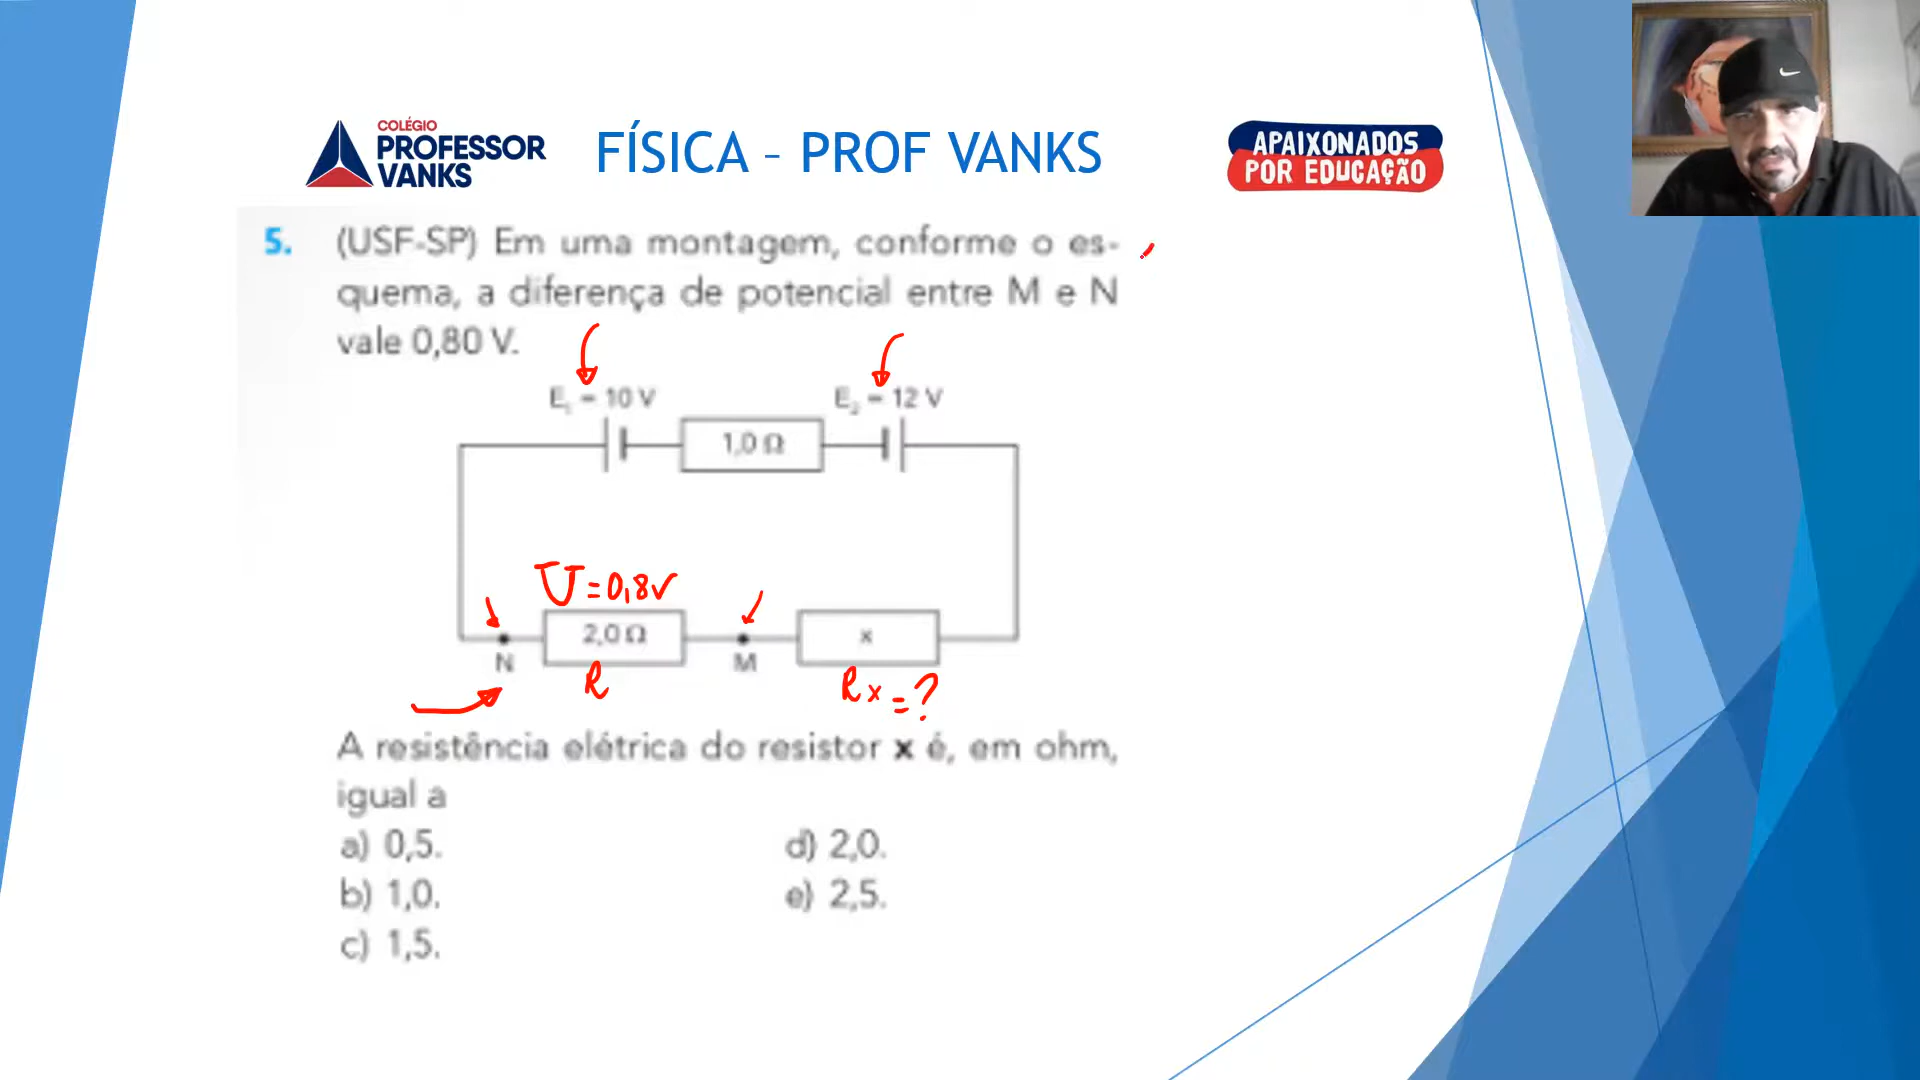 COLÉGIO
PROFESSOR
VANKS
FÍSICA – PROF VANKS
APAIXONADOS
POR EDUCAÇÃO
5. (USF-SP) Em uma montagem, conforme o es-
quema, a diferença de potencial entre M e N
vale 0,80 V.
E₁ = 10 V
E₂ = 12 V
1,0 Ω
U = 0,8V
2,0 Ω
x
N
M
R
Rx = ?
A resistência elétrica do resistor x é, em ohm,
igual a
a) 0,5.
d) 2,0.
b) 1,0.
e) 2,5.
c) 1,5.